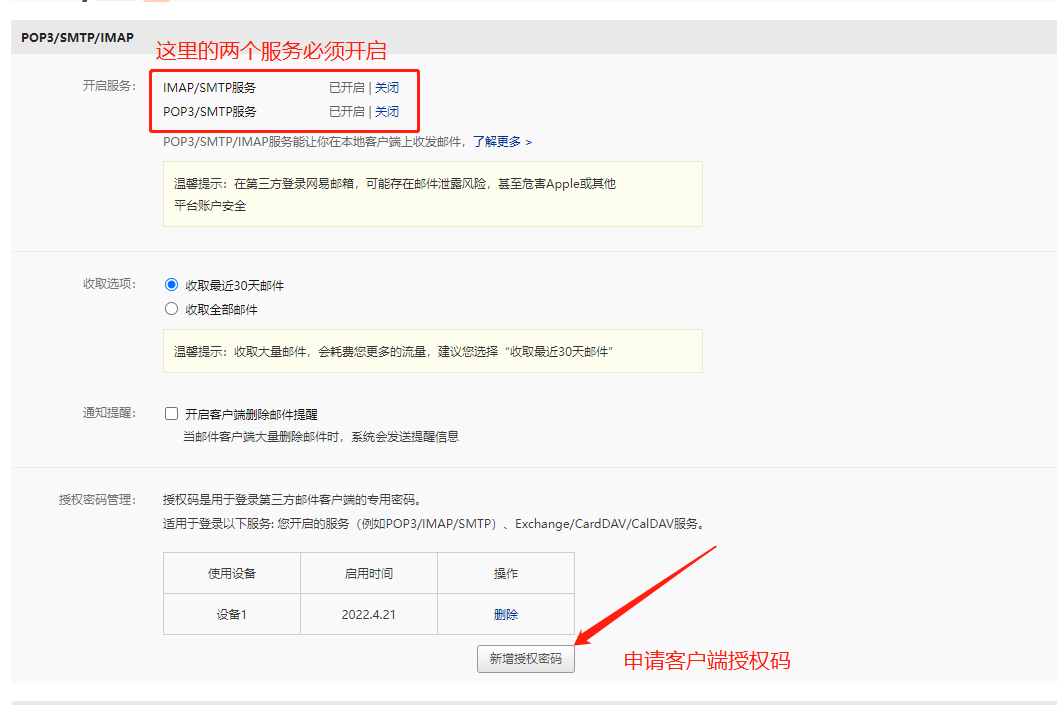 POP3/SMTP/IMAP
这里的两个服务必须开启
开启服务：
IMAP/SMTP服务 已开启 | 关闭
POP3/SMTP服务 已开启 | 关闭
POP3/SMTP/IMAP服务能让你在本地客户端上收发邮件，了解更多 >
温馨提示：在第三方登录网易邮箱，可能存在邮件泄露风险，甚至危害Apple或其他
平台账户安全
收取选项：
收取最近30天邮件
收取全部邮件
温馨提示：收取大量邮件，会耗费您更多的流量，建议您选择“收取最近30天邮件”
通知提醒：
开启客户端删除邮件提醒
当邮件客户端大量删除邮件时，系统会发送提醒信息
授权密码管理：
授权码是用于登录第三方邮件客户端的专用密码。
适用于登录以下服务: 您开启的服务（例如POP3/IMAP/SMTP）、Exchange/CardDAV/CalDAV服务。
使用设备 启用时间 操作
设备1 2022.4.21 删除
新增授权密码
申请客户端授权码